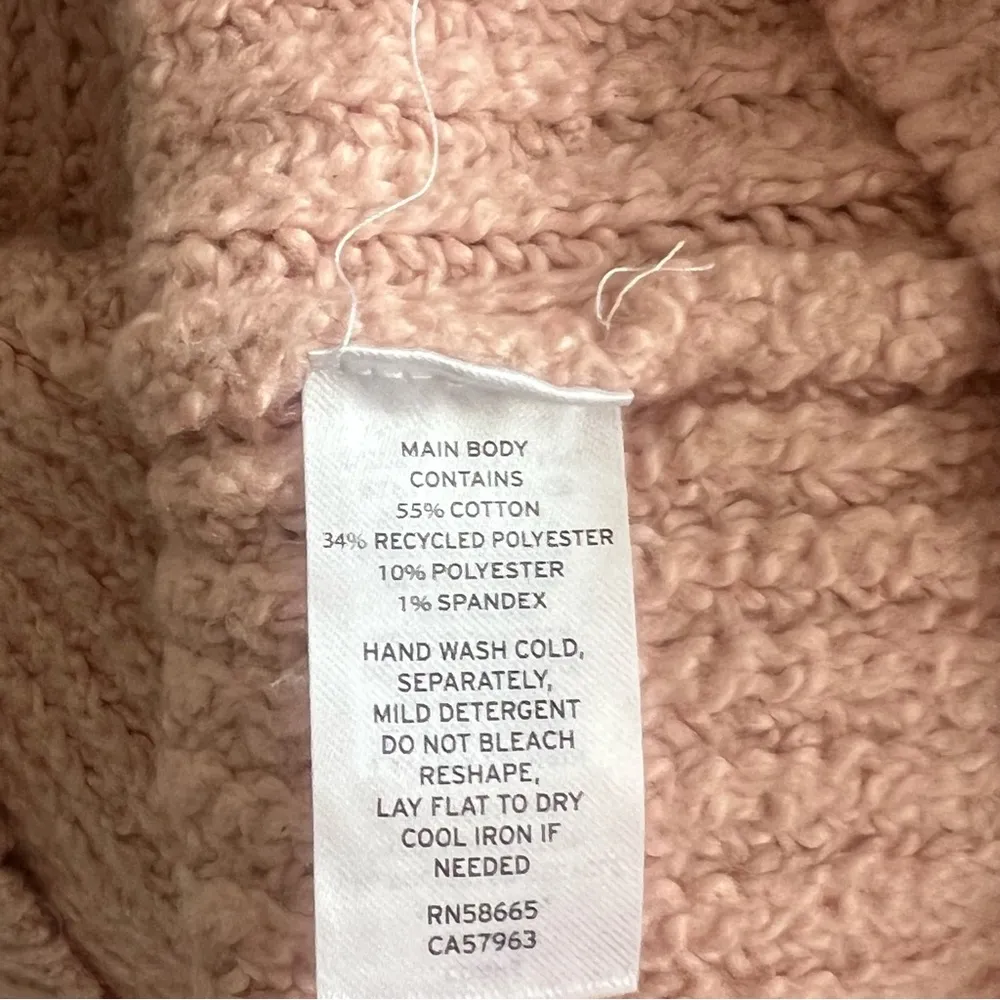 MAIN BODY
CONTAINS
55% COTTON
34% RECYCLED POLYESTER
10% POLYESTER
1% SPANDEX
HAND WASH COLD,
SEPARATELY,
MILD DETERGENT
DO NOT BLEACH
RESHAPE,
LAY FLAT TO DRY
COOL IRON IF
NEEDED
RN58665
CA57963